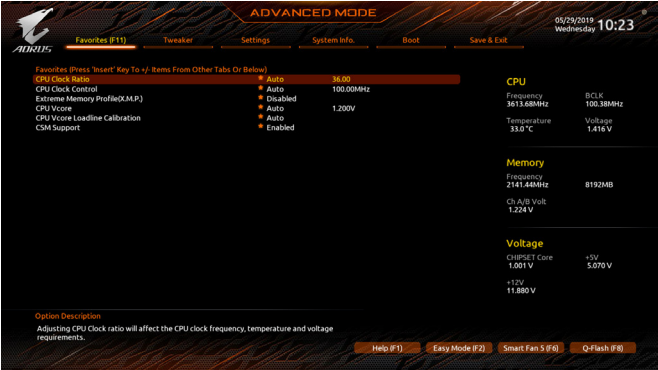 ADVANCED MODE
AORUS
05/29/2019
Wednesday 10:23
Favorites (F11) Tweaker Settings System Info. Boot Save & Exit
Favorites (Press 'Insert' Key To +/- Items From Other Tabs Or Below)
CPU Clock Ratio ★ Auto 36.00
CPU Clock Control ★ Auto 100.00MHz
Extreme Memory Profile(X.M.P.) ★ Disabled
CPU Vcore ★ Auto 1.200V
CPU Vcore Loadline Calibration ★ Auto
CSM Support ★ Enabled
CPU
Frequency BCLK
3613.68MHz 100.38MHz
Temperature Voltage
33.0 °C 1.416 V
Memory
Frequency
2141.44MHz 8192MB
Ch A/B Volt
1.224 V
Voltage
CHIPSET Core +5V
1.001 V 5.070 V
+12V
11.880 V
Option Description
Adjusting CPU Clock ratio will affect the CPU clock frequency, temperature and voltage
requirements.
Help (F1) Easy Mode (F2) Smart Fan 5 (F6) Q-Flash (F8)